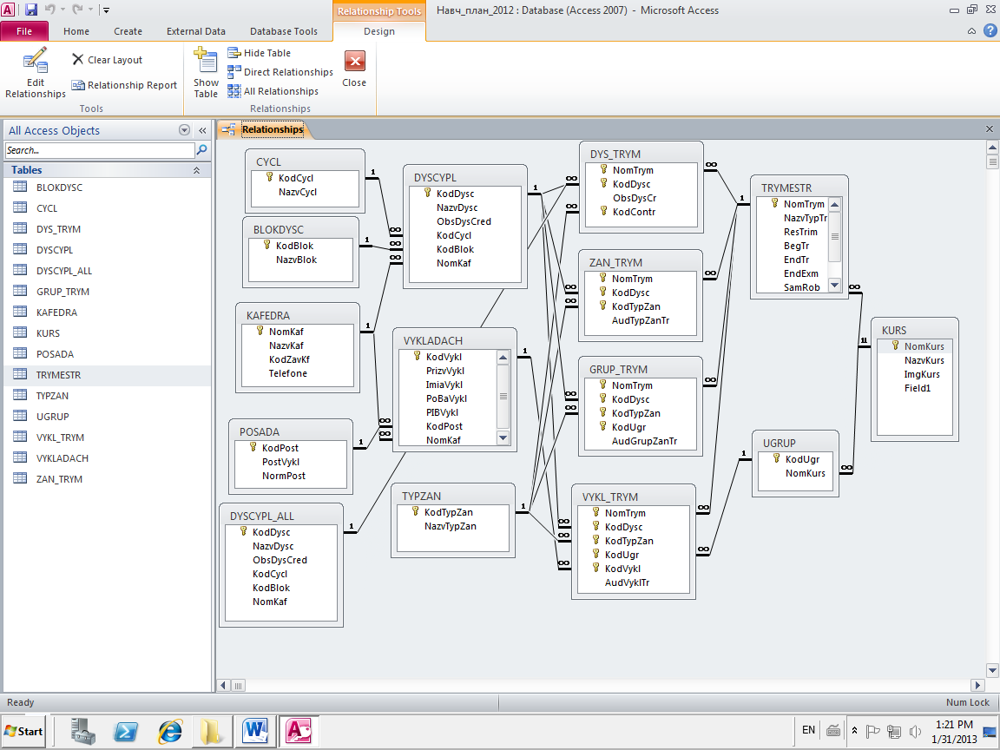 Relationship Tools
Навч_план_2012 : Database (Access 2007) - Microsoft Access
File
Home
Create
External Data
Database Tools
Design
Edit Relationships
Clear Layout
Relationship Report
Tools
Show Table
Hide Table
Direct Relationships
All Relationships
Relationships
Close
All Access Objects
Search...
Tables
BLOKDYSC
CYCL
DYS_TRYM
DYSCYPL
DYSCYPL_ALL
GRUP_TRYM
KAFEDRA
KURS
POSADA
TRYMESTR
TYPZAN
UGRUP
VYKL_TRYM
VYKLADACH
ZAN_TRYM
Relationships
CYCL
KodCycl
NazvCycl
1
BLOKDYSC
KodBlok
NazvBlok
1
KAFEDRA
NomKaf
NazvKaf
KodZavKf
Telefone
1
POSADA
KodPost
PostVykl
NormPost
1
DYSCYPL_ALL
KodDysc
NazvDysc
ObsDysCred
KodCycl
KodBlok
NomKaf
1
DYSCYPL
KodDysc
NazvDysc
ObsDysCred
KodCycl
KodBlok
NomKaf
∞
∞
∞
1
VYKLADACH
KodVykl
PrizvVykl
ImiaVykl
PoBaVykl
PIBVykl
KodPost
NomKaf
∞
∞
1
TYPZAN
KodTypZan
NazvTypZan
1
DYS_TRYM
NomTrym
KodDysc
ObsDysCr
KodContr
∞
∞
∞
ZAN_TRYM
NomTrym
KodDysc
KodTypZan
AudTypZanTr
∞
∞
∞
GRUP_TRYM
NomTrym
KodDysc
KodTypZan
KodUgr
AudGrupZanTr
∞
∞
∞
VYKL_TRYM
NomTrym
KodDysc
KodTypZan
KodUgr
KodVykl
AudVyklTr
∞
∞
∞
∞
∞
TRYMESTR
NomTrym
NazvTypTr
ResTrim
BegTr
EndTr
EndExm
SamRob
1
∞
UGRUP
KodUgr
NomKurs
1
∞
KURS
NomKurs
NazvKurs
ImgKurs
Field1
1
1
Ready
Num Lock
Start
EN
1:21 PM
1/31/2013